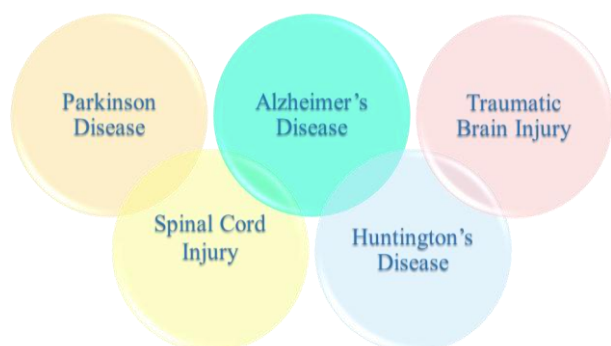 Parkinson
Disease
Alzheimer's
Disease
Traumatic
Brain Injury
Spinal Cord
Injury
Huntington's
Disease